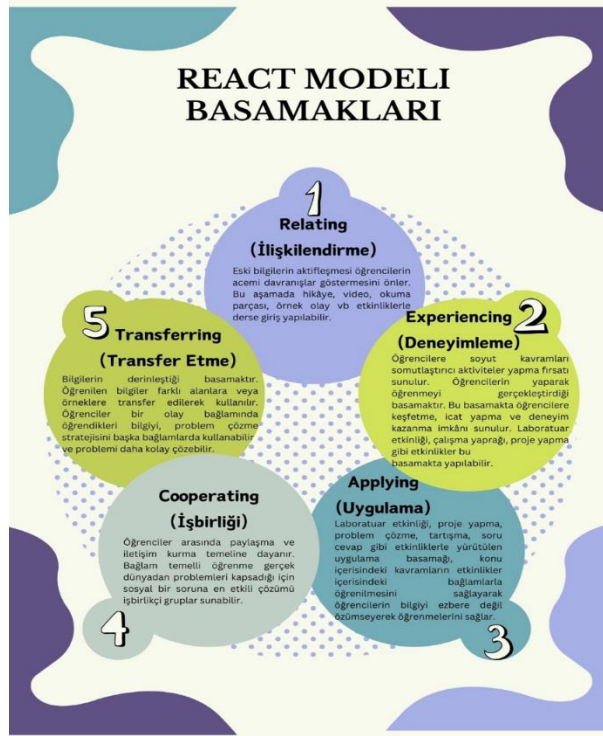 REACT MODELI
BASAMAKLARI
1
Relating
(İlişkilendirme)
Eski bilgilerin aktifleşmesi öğrencilerin
acemi davranışlar göstermesini önler.
Bu aşamada hikâye, video, okuma
parçası, örnek olay vb etkinliklerle
derse giriş yapılabilir.
2
Experiencing
(Deneyimleme)
Öğrencilere soyut kavramları
somutlaştırıcı aktiviteler yapma fırsatı
sunulur. Öğrencilerin yaparak
öğrenmeyi gerçekleştirdiği
basamaktır. Bu basamakta öğrencilere
keşfetme, icat yapma ve deneyim
kazanma imkânı sunulur. Laboratuar
etkinliği, çalışma yaprağı, proje yapma
gibi etkinlikler bu
basamakta yapılabilir.
Applying
(Uygulama)
Laboratuar etkinliği, proje yapma,
problem çözme, tartışma, soru
cevap gibi etkinliklerle yürütülen
uygulama basamağı, konu
içerisindeki kavramların etkinlikler
içerisindeki bağlamlarla
öğrenilmesini sağlayarak
öğrencilerin bilgiyi ezbere değil
özümseyerek öğrenmelerini sağlar.
3
Cooperating
(İşbirliği)
Öğrenciler arasında paylaşma ve
iletişim kurma temeline dayanır.
Bağlam temelli öğrenme gerçek
dünyadan problemleri kapsadığı için
sosyal bir soruna en etkili çözümü
işbirlikçi gruplar sunabilir.
4
5
Transferring
(Transfer Etme)
Bilgilerin derinleştiği basamaktır.
Öğrenilen bilgiler farklı alanlara veya
örneklere transfer edilerek kullanılır.
Öğrenciler bir olay bağlamında
öğrendikleri bilgiyi, problem çözme
stratejisini başka bağlamlarda kullanabilir
ve problemi daha kolay çözebilir.